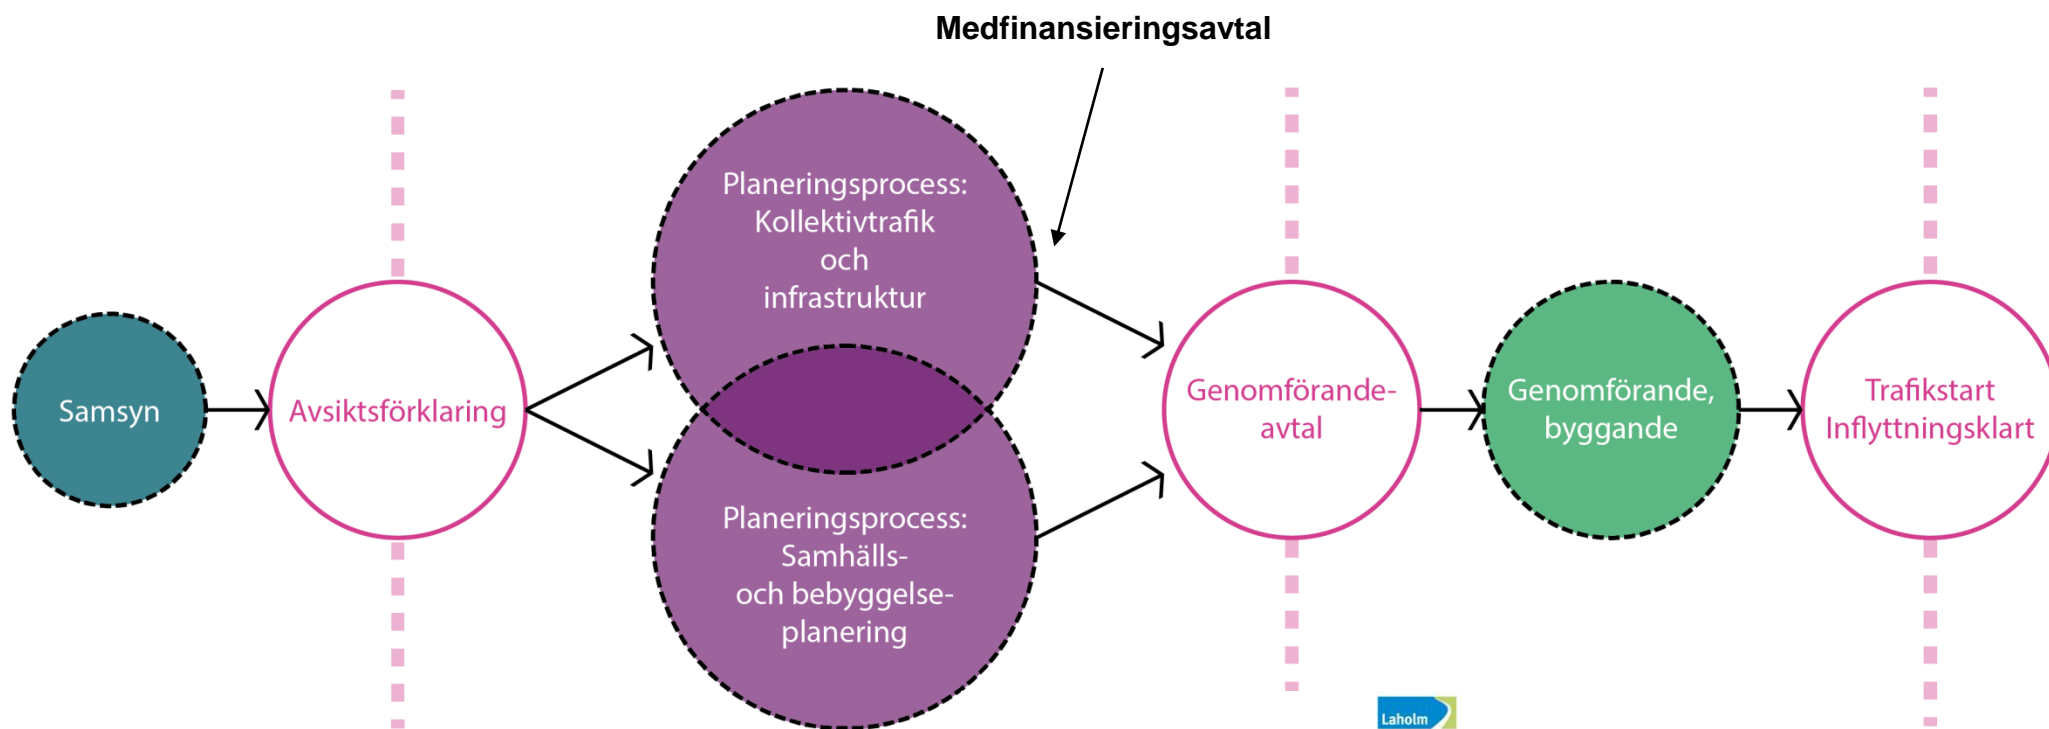 Medfinansieringsavtal
Samsyn
Avsiktsförklaring
Planeringsprocess:
Kollektivtrafik
och
infrastruktur
Planeringsprocess:
Samhälls-
och bebyggelse-
planering
Genomförande-
avtal
Genomförande,
byggande
Trafikstart
Inflyttningsklart
Laholm